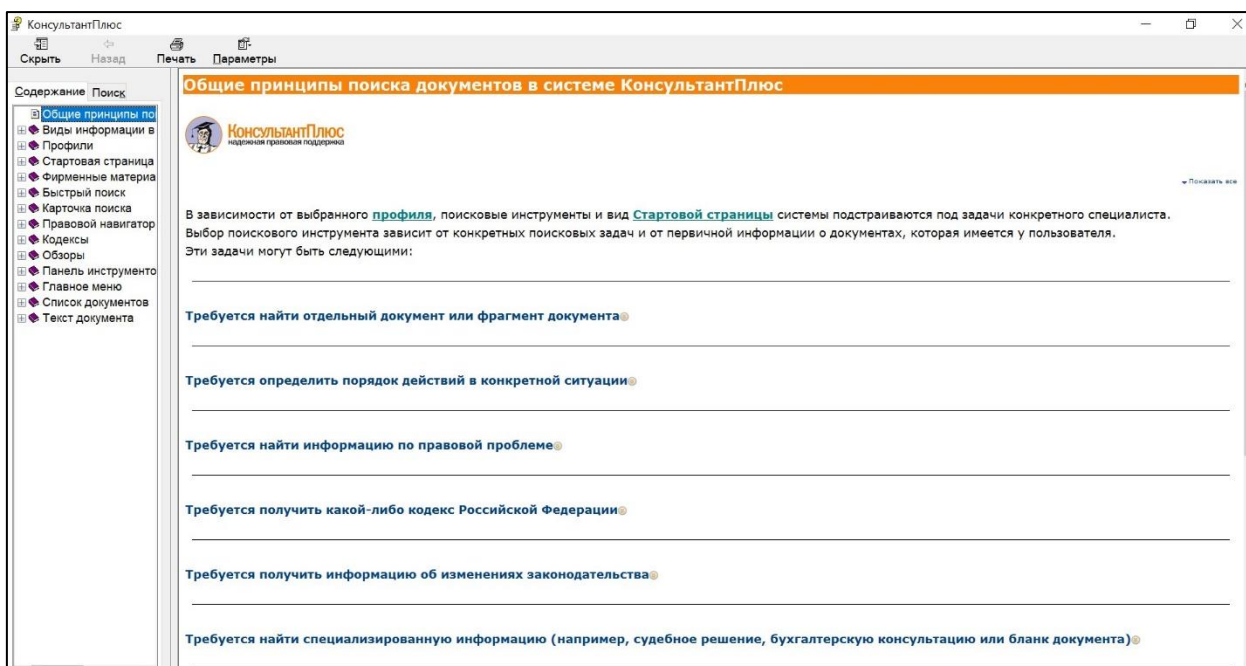 КонсультантПлюс
Скрыть Назад Печать Параметры
Содержание Поиск
Общие принципы пои
Виды информации в
Профили
Стартовая страница
Фирменные материа
Быстрый поиск
Карточка поиска
Правовой навигатор
Кодексы
Обзоры
Панель инструменто
Главное меню
Список документов
Текст документа
Общие принципы поиска документов в системе КонсультантПлюс
КонсультантПлюс
надежная правовая поддержка
Показать все
В зависимости от выбранного профиля, поисковые инструменты и вид Стартовой страницы системы подстраиваются под задачи конкретного специалиста.
Выбор поискового инструмента зависит от конкретных поисковых задач и от первичной информации о документах, которая имеется у пользователя.
Эти задачи могут быть следующими:
Требуется найти отдельный документ или фрагмент документа
Требуется определить порядок действий в конкретной ситуации
Требуется найти информацию по правовой проблеме
Требуется получить какой-либо кодекс Российской Федерации
Требуется получить информацию об изменениях законодательства
Требуется найти специализированную информацию (например, судебное решение, бухгалтерскую консультацию или бланк документа)